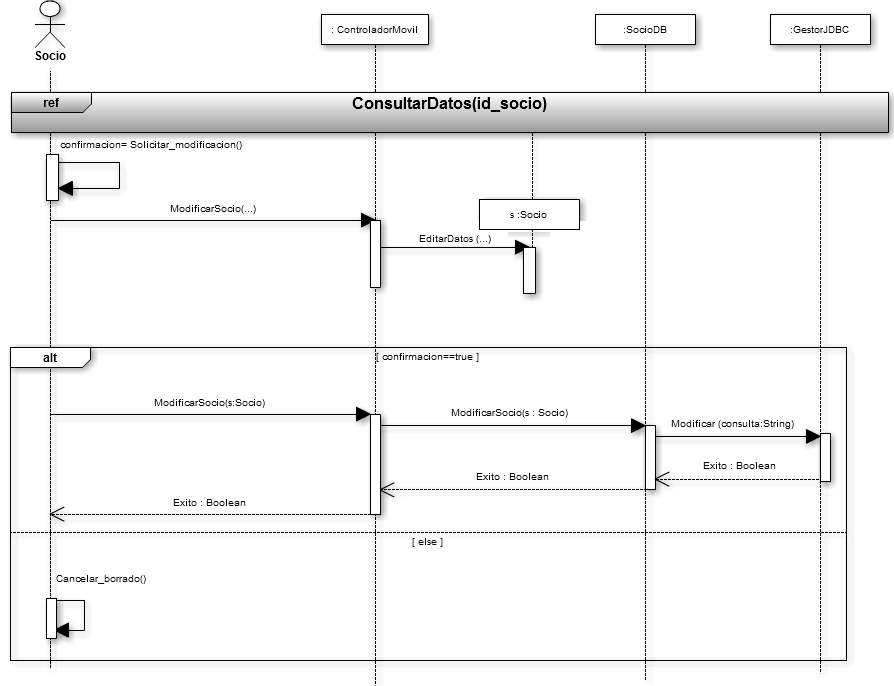 : ControladorMovil
:SocioDB
:GestorJDBC
Socio
ref
ConsultarDatos(id_socio)
confirmacion= Solicitar_modificacion()
ModificarSocio(...)
s :Socio
EditarDatos (...)
alt
[ confirmacion==true ]
ModificarSocio(s:Socio)
ModificarSocio(s : Socio)
Modificar (consulta:String)
Exito : Boolean
Exito : Boolean
Exito : Boolean
[ else ]
Cancelar_borrado()